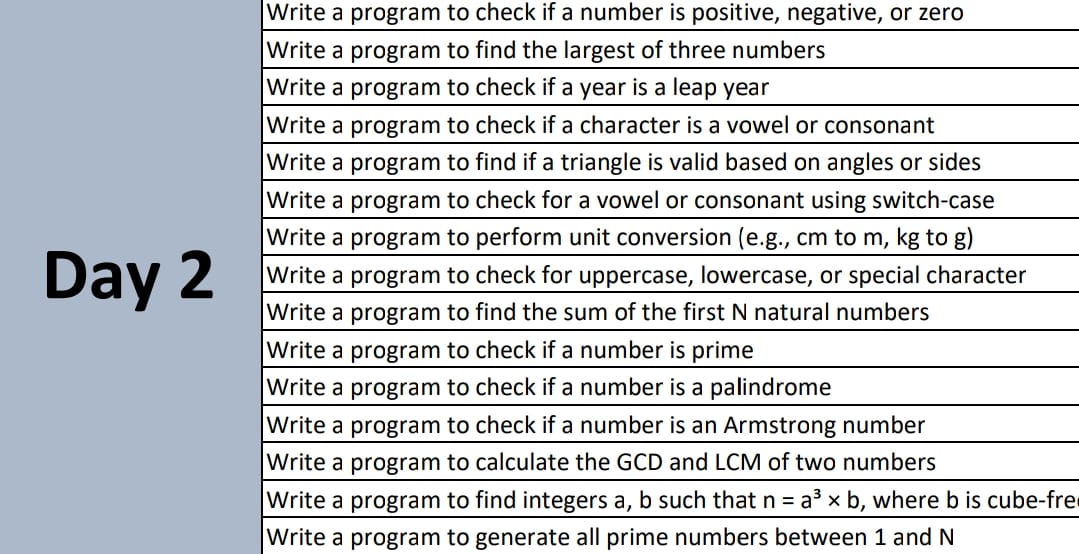 Write a program to check if a number is positive, negative, or zero
Write a program to find the largest of three numbers
Write a program to check if a year is a leap year
Write a program to check if a character is a vowel or consonant
Write a program to find if a triangle is valid based on angles or sides
Write a program to check for a vowel or consonant using switch-case
Write a program to perform unit conversion (e.g., cm to m, kg to g)
Day 2
Write a program to check for uppercase, lowercase, or special character
Write a program to find the sum of the first N natural numbers
Write a program to check if a number is prime
Write a program to check if a number is a palindrome
Write a program to check if a number is an Armstrong number
Write a program to calculate the GCD and LCM of two numbers
Write a program to find integers a, b such that n = a³ × b, where b is cube-fre
Write a program to generate all prime numbers between 1 and N